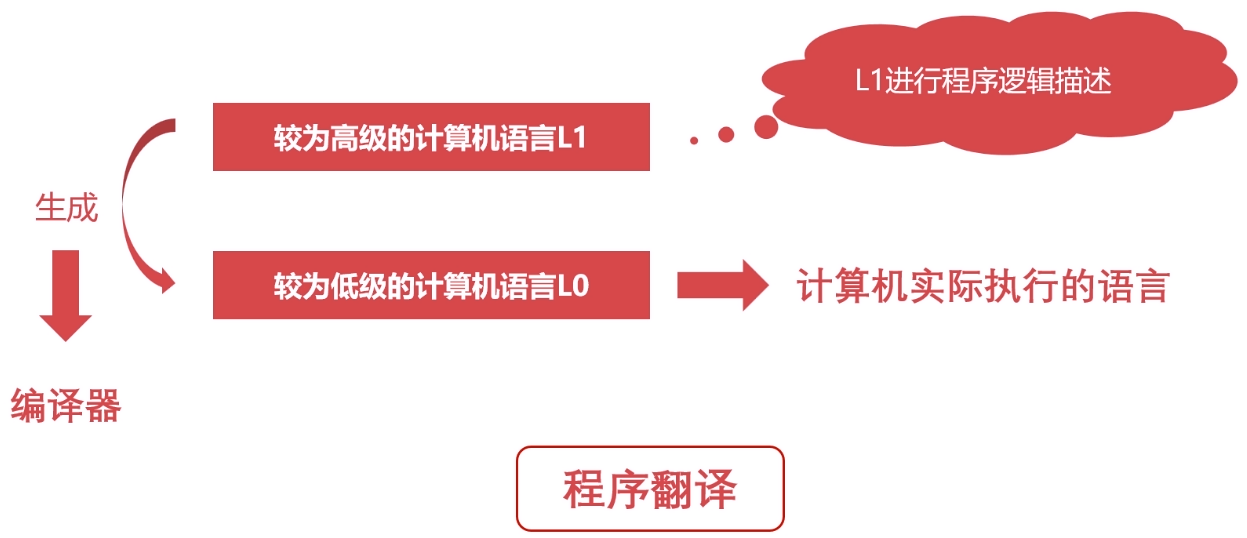 L1进行程序逻辑描述
较为高级的计算机语言L1
生成
较为低级的计算机语言L0
计算机实际执行的语言
编译器
程序翻译